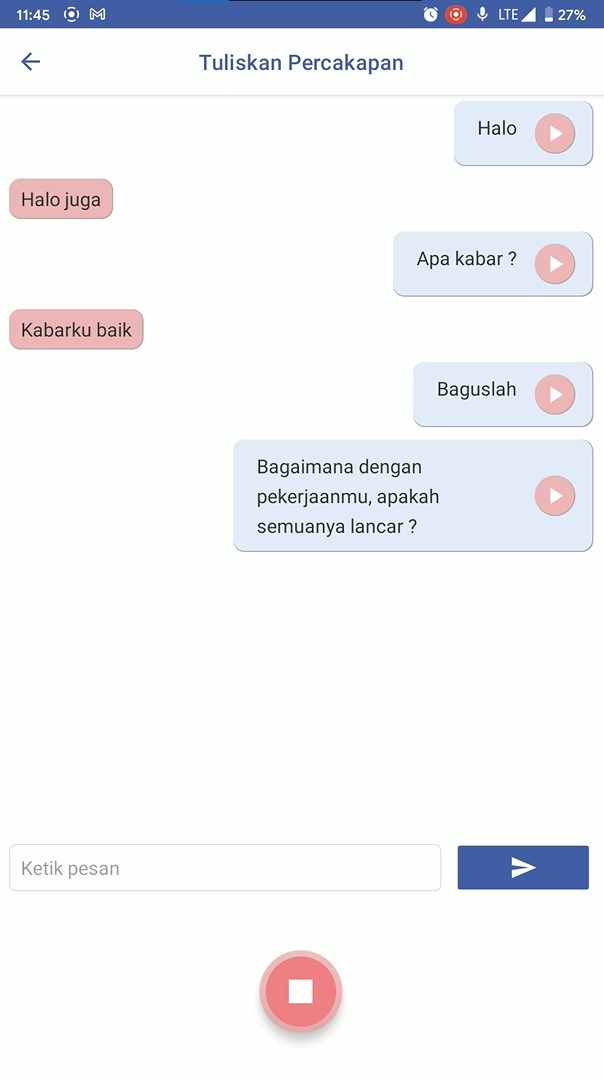 11:45
LTE
27%
Tuliskan Percakapan
Halo
Halo juga
Apa kabar ?
Kabarku baik
Baguslah
Bagaimana dengan
pekerjaanmu, apakah
semuanya lancar ?
Ketik pesan